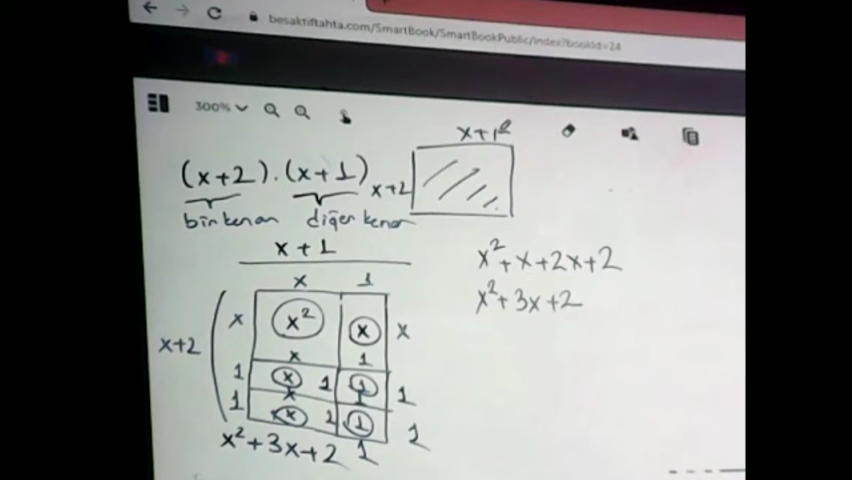 besaktiftahta.com/SmartBook/SmartBookPublic/Index?bookId=24
300%
x+1
(x+2).(x+1)
x+2
bir kenar diğer kenar
x+1
x²+x+2x+2
x 1
x²+3x+2
x x² x x
x+2
x 1
1 x 1 1 1
x 1
1 x 1 1 1
x²+3x+2 1